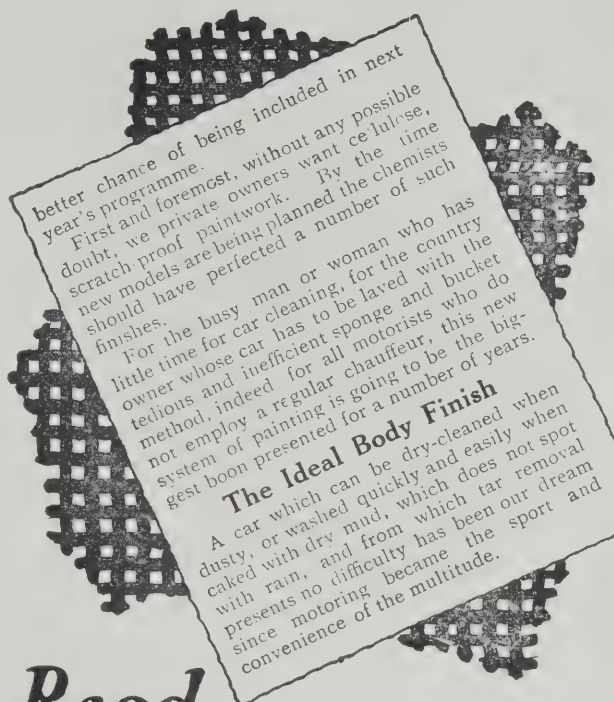 better chance of being included in next
year's programme.
First and foremost, without any possible
doubt, we private owners want ce'lulose,
scratch-proof paintwork. By the time
new models are being planned the chemists
should have perfected a number of such
finishes.
For the busy man or woman who has
little time for car cleaning, for the country
owner whose car has to be laved with the
tedious and inefficient sponge and bucket
method, indeed for all motorists who do
not employ a regular chauffeur, this new
system of painting is going to be the big-
gest boon presented for a number of years.
The Ideal Body Finish
A car which can be dry-cleaned when
dusty, or washed quickly and easily when
caked with dry mud, which does not spot
with rain, and from which tar removal
presents no difficulty has been our dream
since motoring became the sport and
convenience of the multitude.
Read